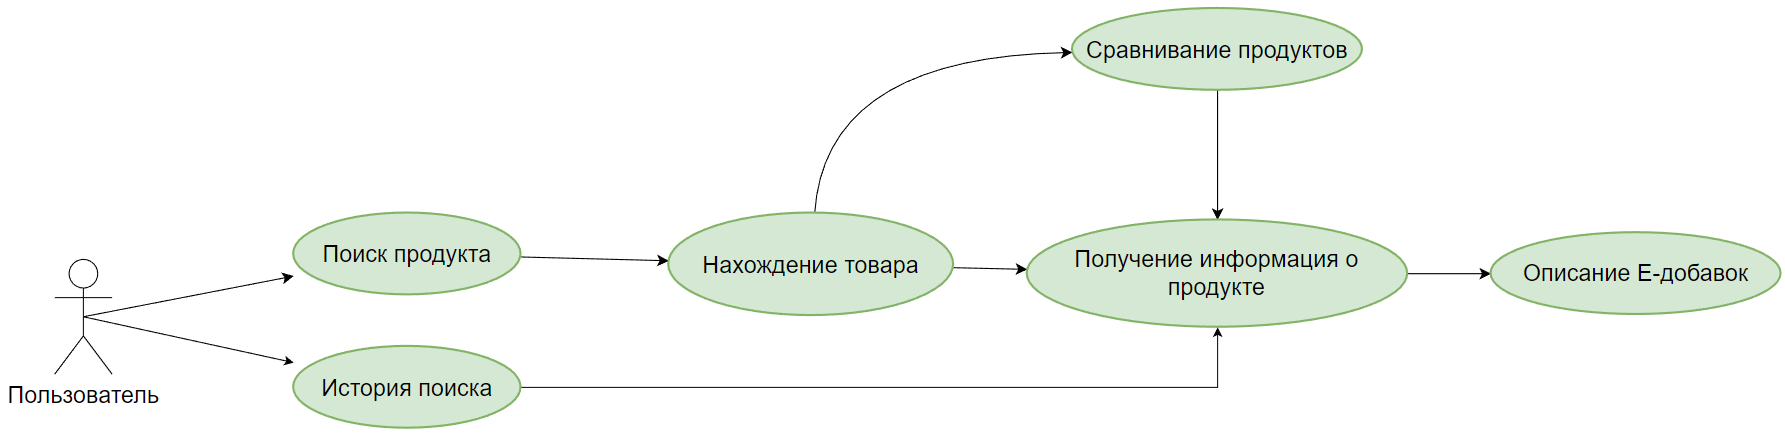 Сравнивание продуктов
Поиск продукта
Нахождение товара
Получение информация о
продукте
Описание Е-добавок
История поиска
Пользователь